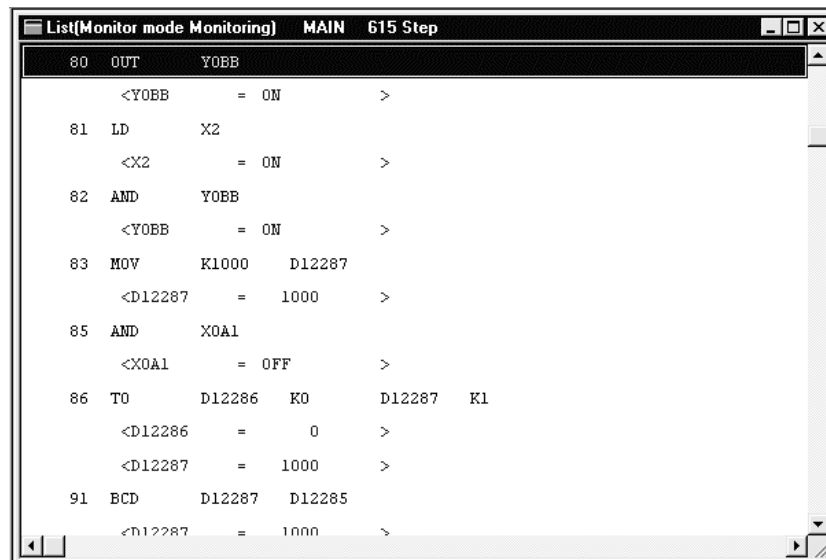 List(Monitor mode Monitoring) MAIN 615 Step
80 OUT Y0BB
<Y0BB = ON >
81 LD X2
<X2 = ON >
82 AND Y0BB
<Y0BB = ON >
83 MOV K1000 D12287
<D12287 = 1000 >
85 AND X0A1
<X0A1 = OFF >
86 TO D12286 K0 D12287 K1
<D12286 = 0 >
<D12287 = 1000 >
91 BCD D12287 D12285
<D12287 = 1000 >